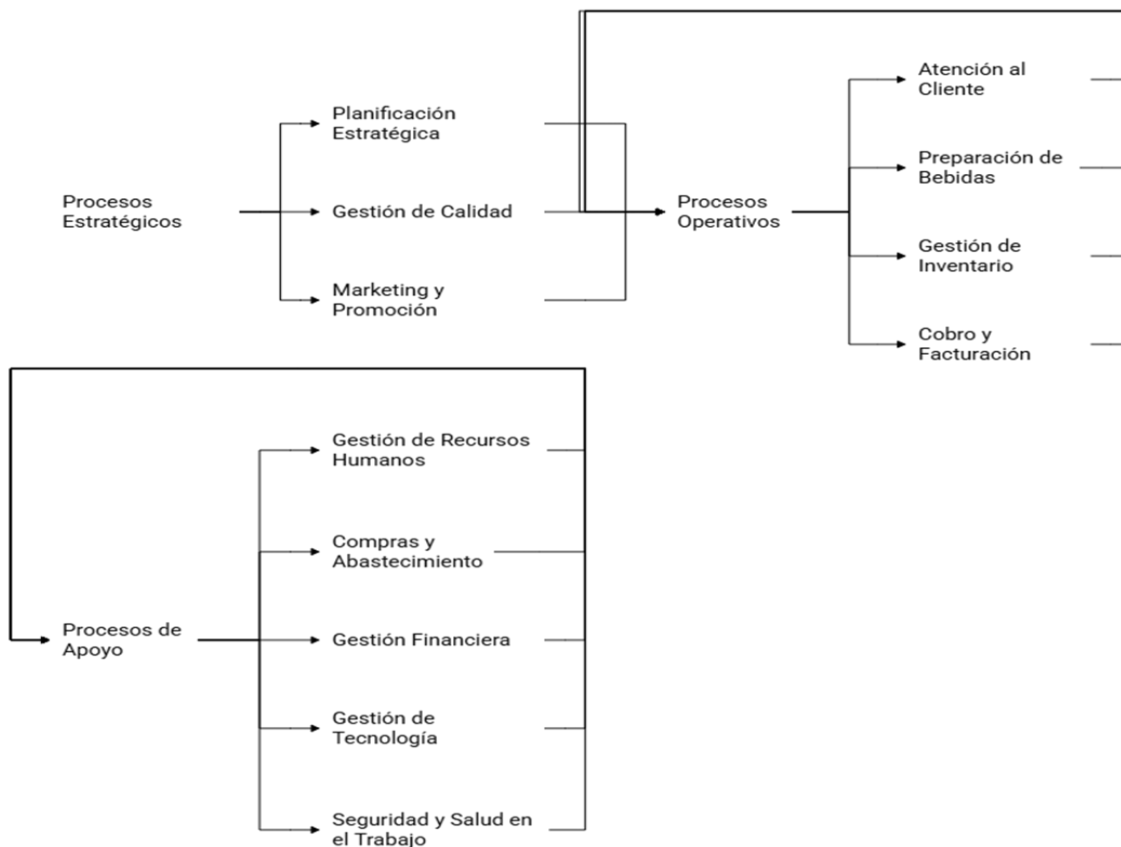 Procesos
Estratégicos
Planificación
Estratégica
Gestión de Calidad
Marketing y
Promoción
Procesos
Operativos
Atención al
Cliente
Preparación de
Bebidas
Gestión de
Inventario
Cobro y
Facturación
Procesos de
Apoyo
Gestión de Recursos
Humanos
Compras y
Abastecimiento
Gestión Financiera
Gestión de
Tecnología
Seguridad y Salud en
el Trabajo